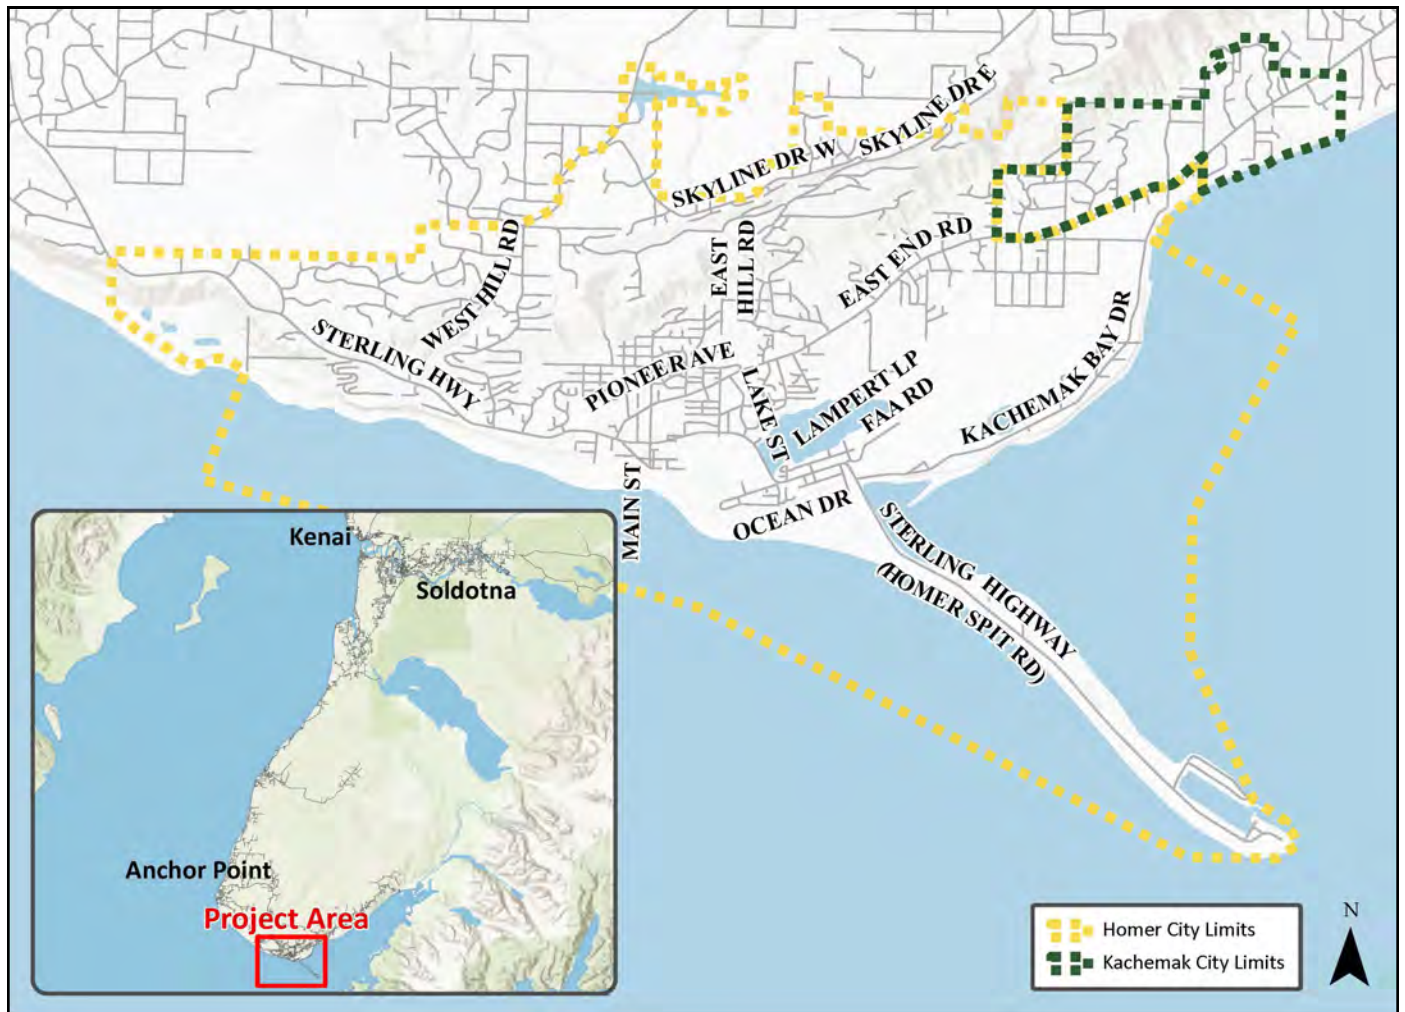 SKYLINE DR E
SKYLINE DR W
WEST HILL RD
EAST
HILL RD
EAST END RD
STERLING HWY
PIONEER AVE
LAKE ST
LAMPERT LP
FAA RD
KACHEMAK BAY DR
MAIN ST
OCEAN DR
STERLING HIGHWAY
(HOMER SPIT RD)
Kenai
Soldotna
Anchor Point
Project Area
N
Homer City Limits
Kachemak City Limits